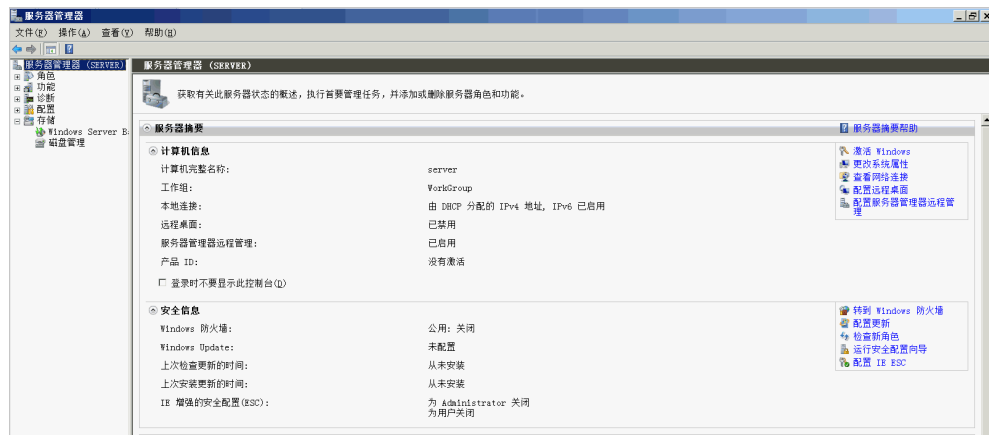 服务器管理器
文件(F) 操作(A) 查看(V) 帮助(H)
服务器管理器 (SERVER)
角色
功能
诊断
配置
存储
Windows Server B
磁盘管理
服务器管理器 (SERVER)
获取有关此服务器状态的概述，执行首要管理任务，并添加或删除服务器角色和功能。
服务器摘要
服务器摘要帮助
计算机信息
计算机完整名称: server
工作组: WorkGroup
本地连接: 由 DHCP 分配的 IPv4 地址, IPv6 已启用
远程桌面: 已禁用
服务器管理器远程管理: 已启用
产品 ID: 没有激活
登录时不要显示此控制台(D)
激活 Windows
更改系统属性
查看网络连接
配置远程桌面
配置服务器管理器远程管
理
安全信息
Windows 防火墙: 公用: 关闭
Windows Update: 未配置
上次检查更新的时间: 从未安装
上次安装更新的时间: 从未安装
IE 增强的安全配置(ESC): 为 Administrator 关闭
为用户关闭
转到 Windows 防火墙
配置更新
检查新角色
运行安全配置向导
配置 IE ESC